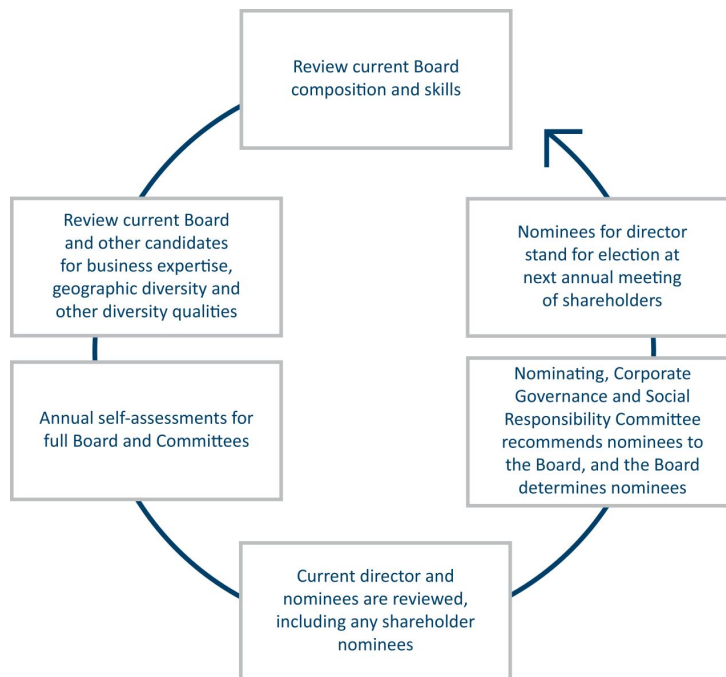 Review current Board
composition and skills
Review current Board
and other candidates
for business expertise,
geographic diversity and
other diversity qualities
Annual self-assessments for
full Board and Committees
Current director and
nominees are reviewed,
including any shareholder
nominees
Nominating, Corporate
Governance and Social
Responsibility Committee
recommends nominees to
the Board, and the Board
determines nominees
Nominees for director
stand for election at
next annual meeting
of shareholders